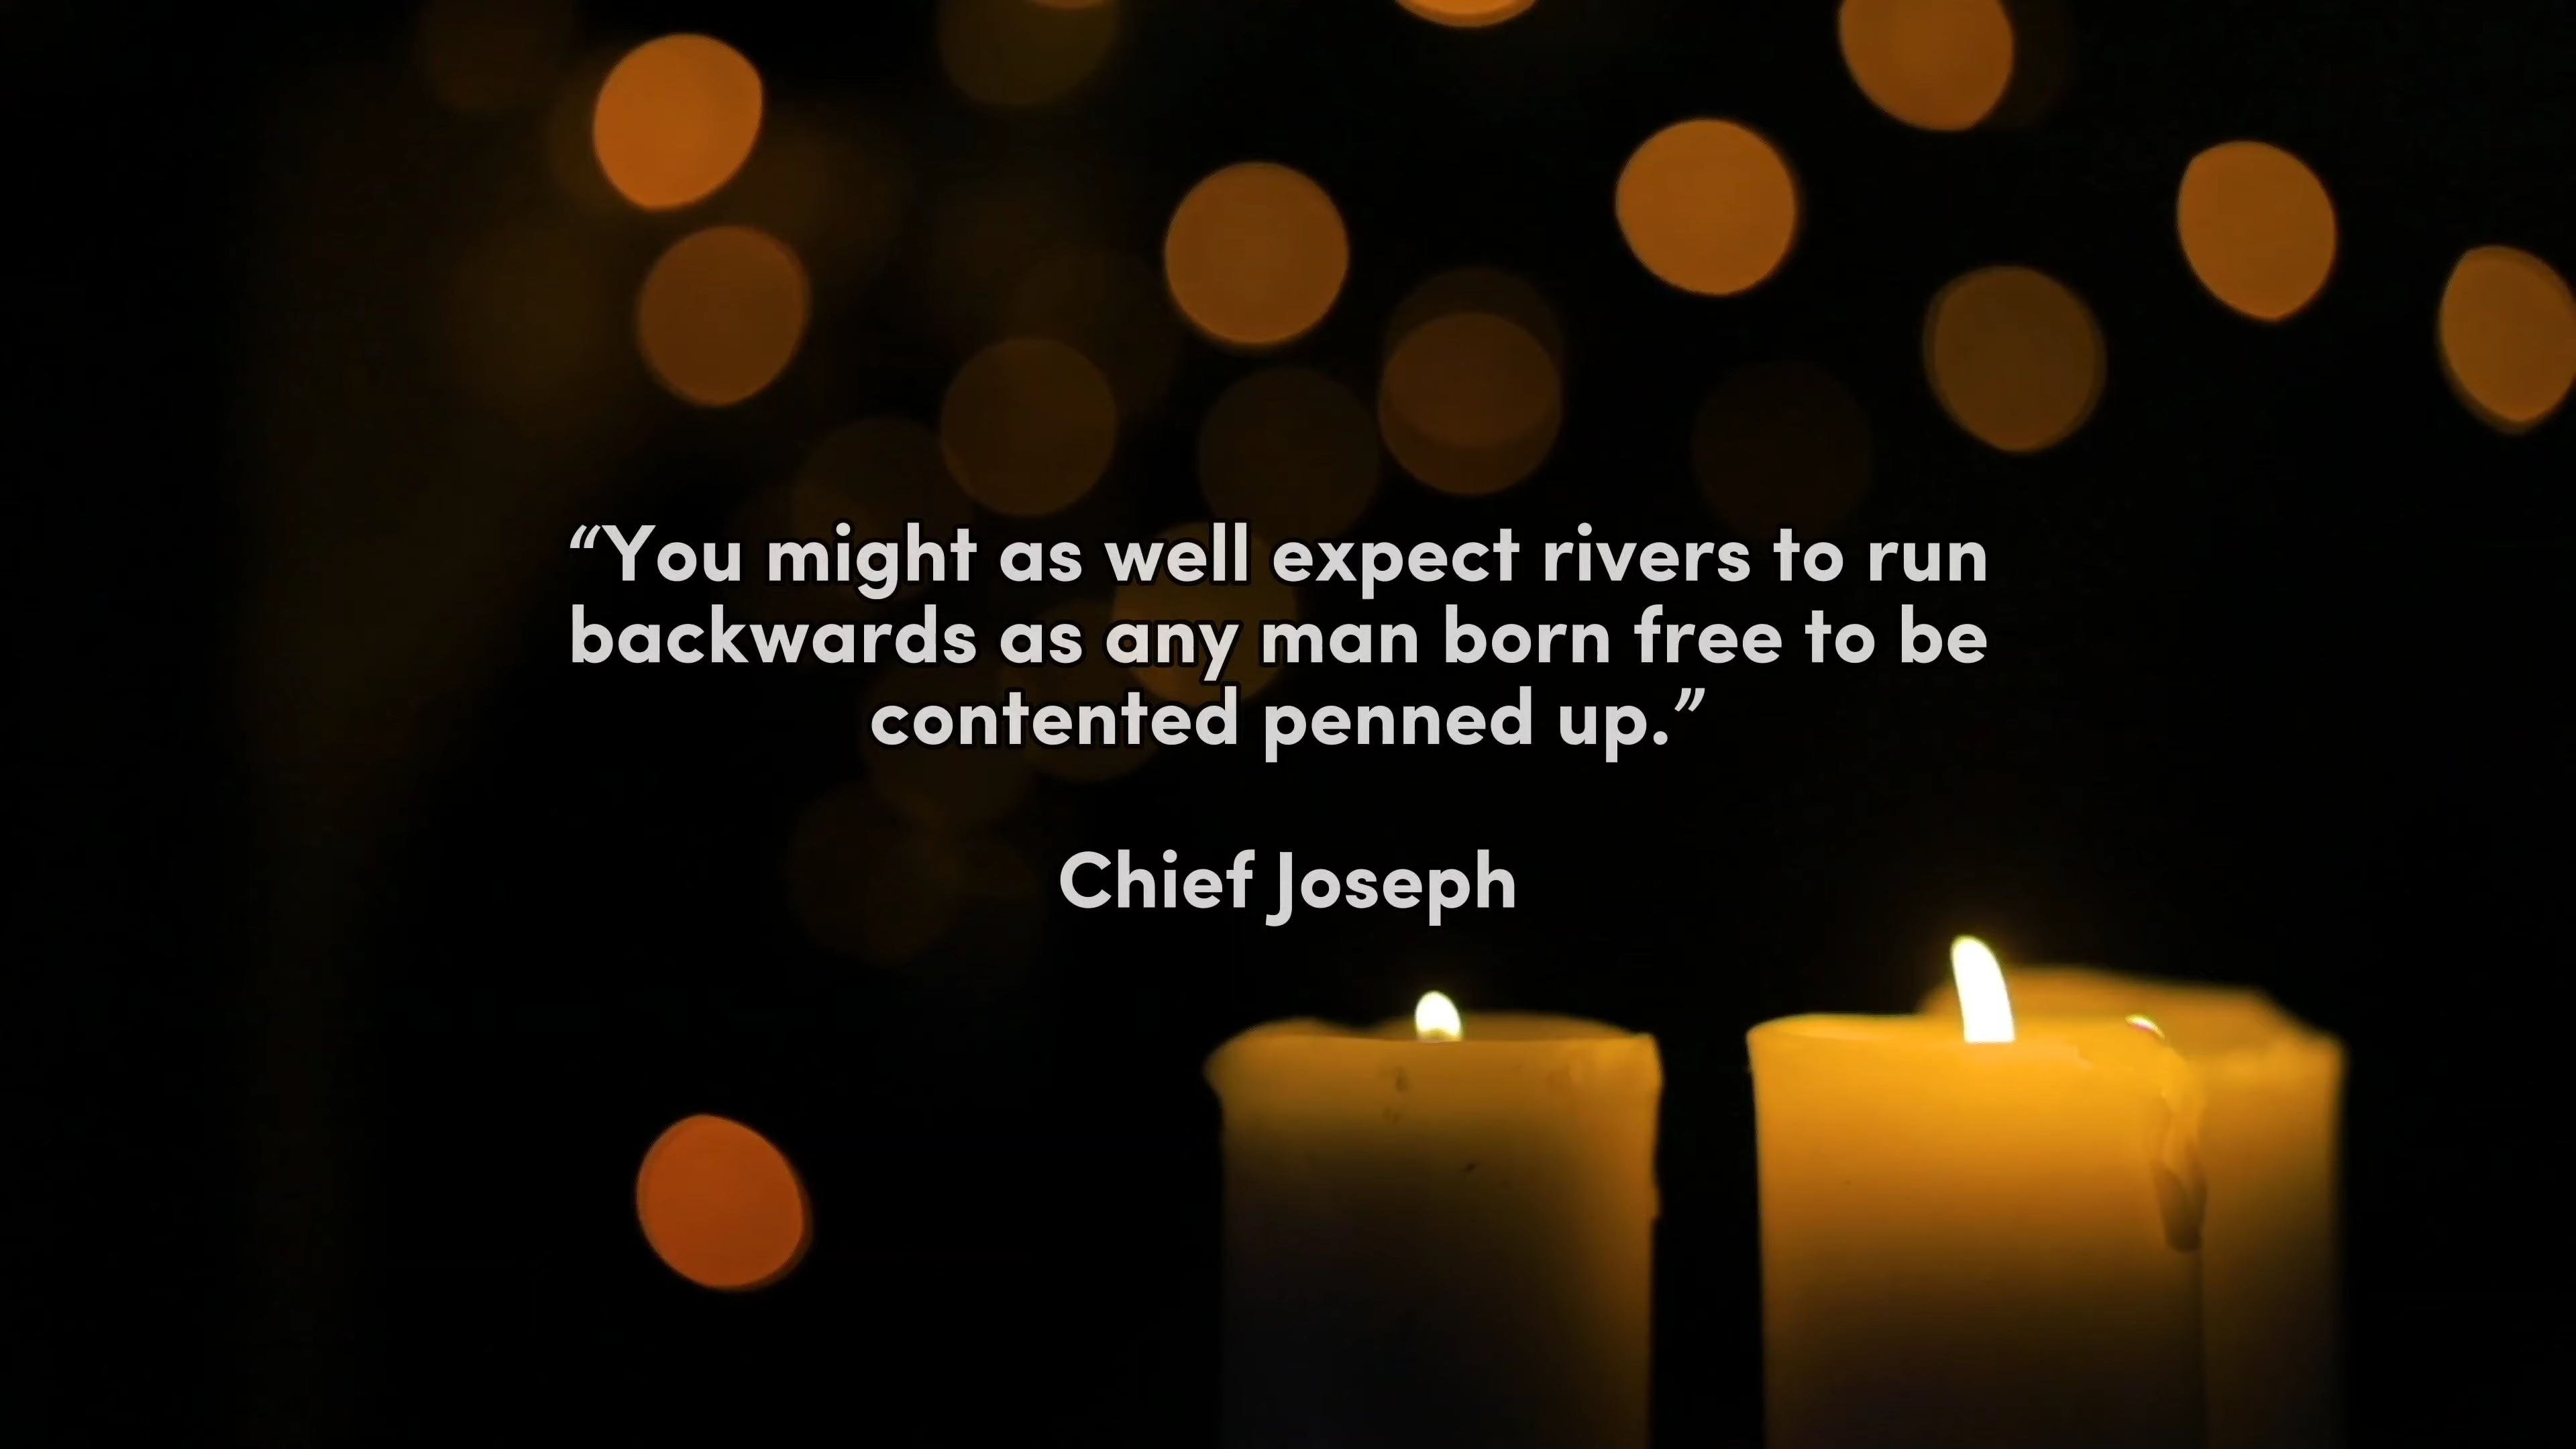 “You might as well expect rivers to run
backwards as any man born free to be
contented penned up.”
Chief Joseph